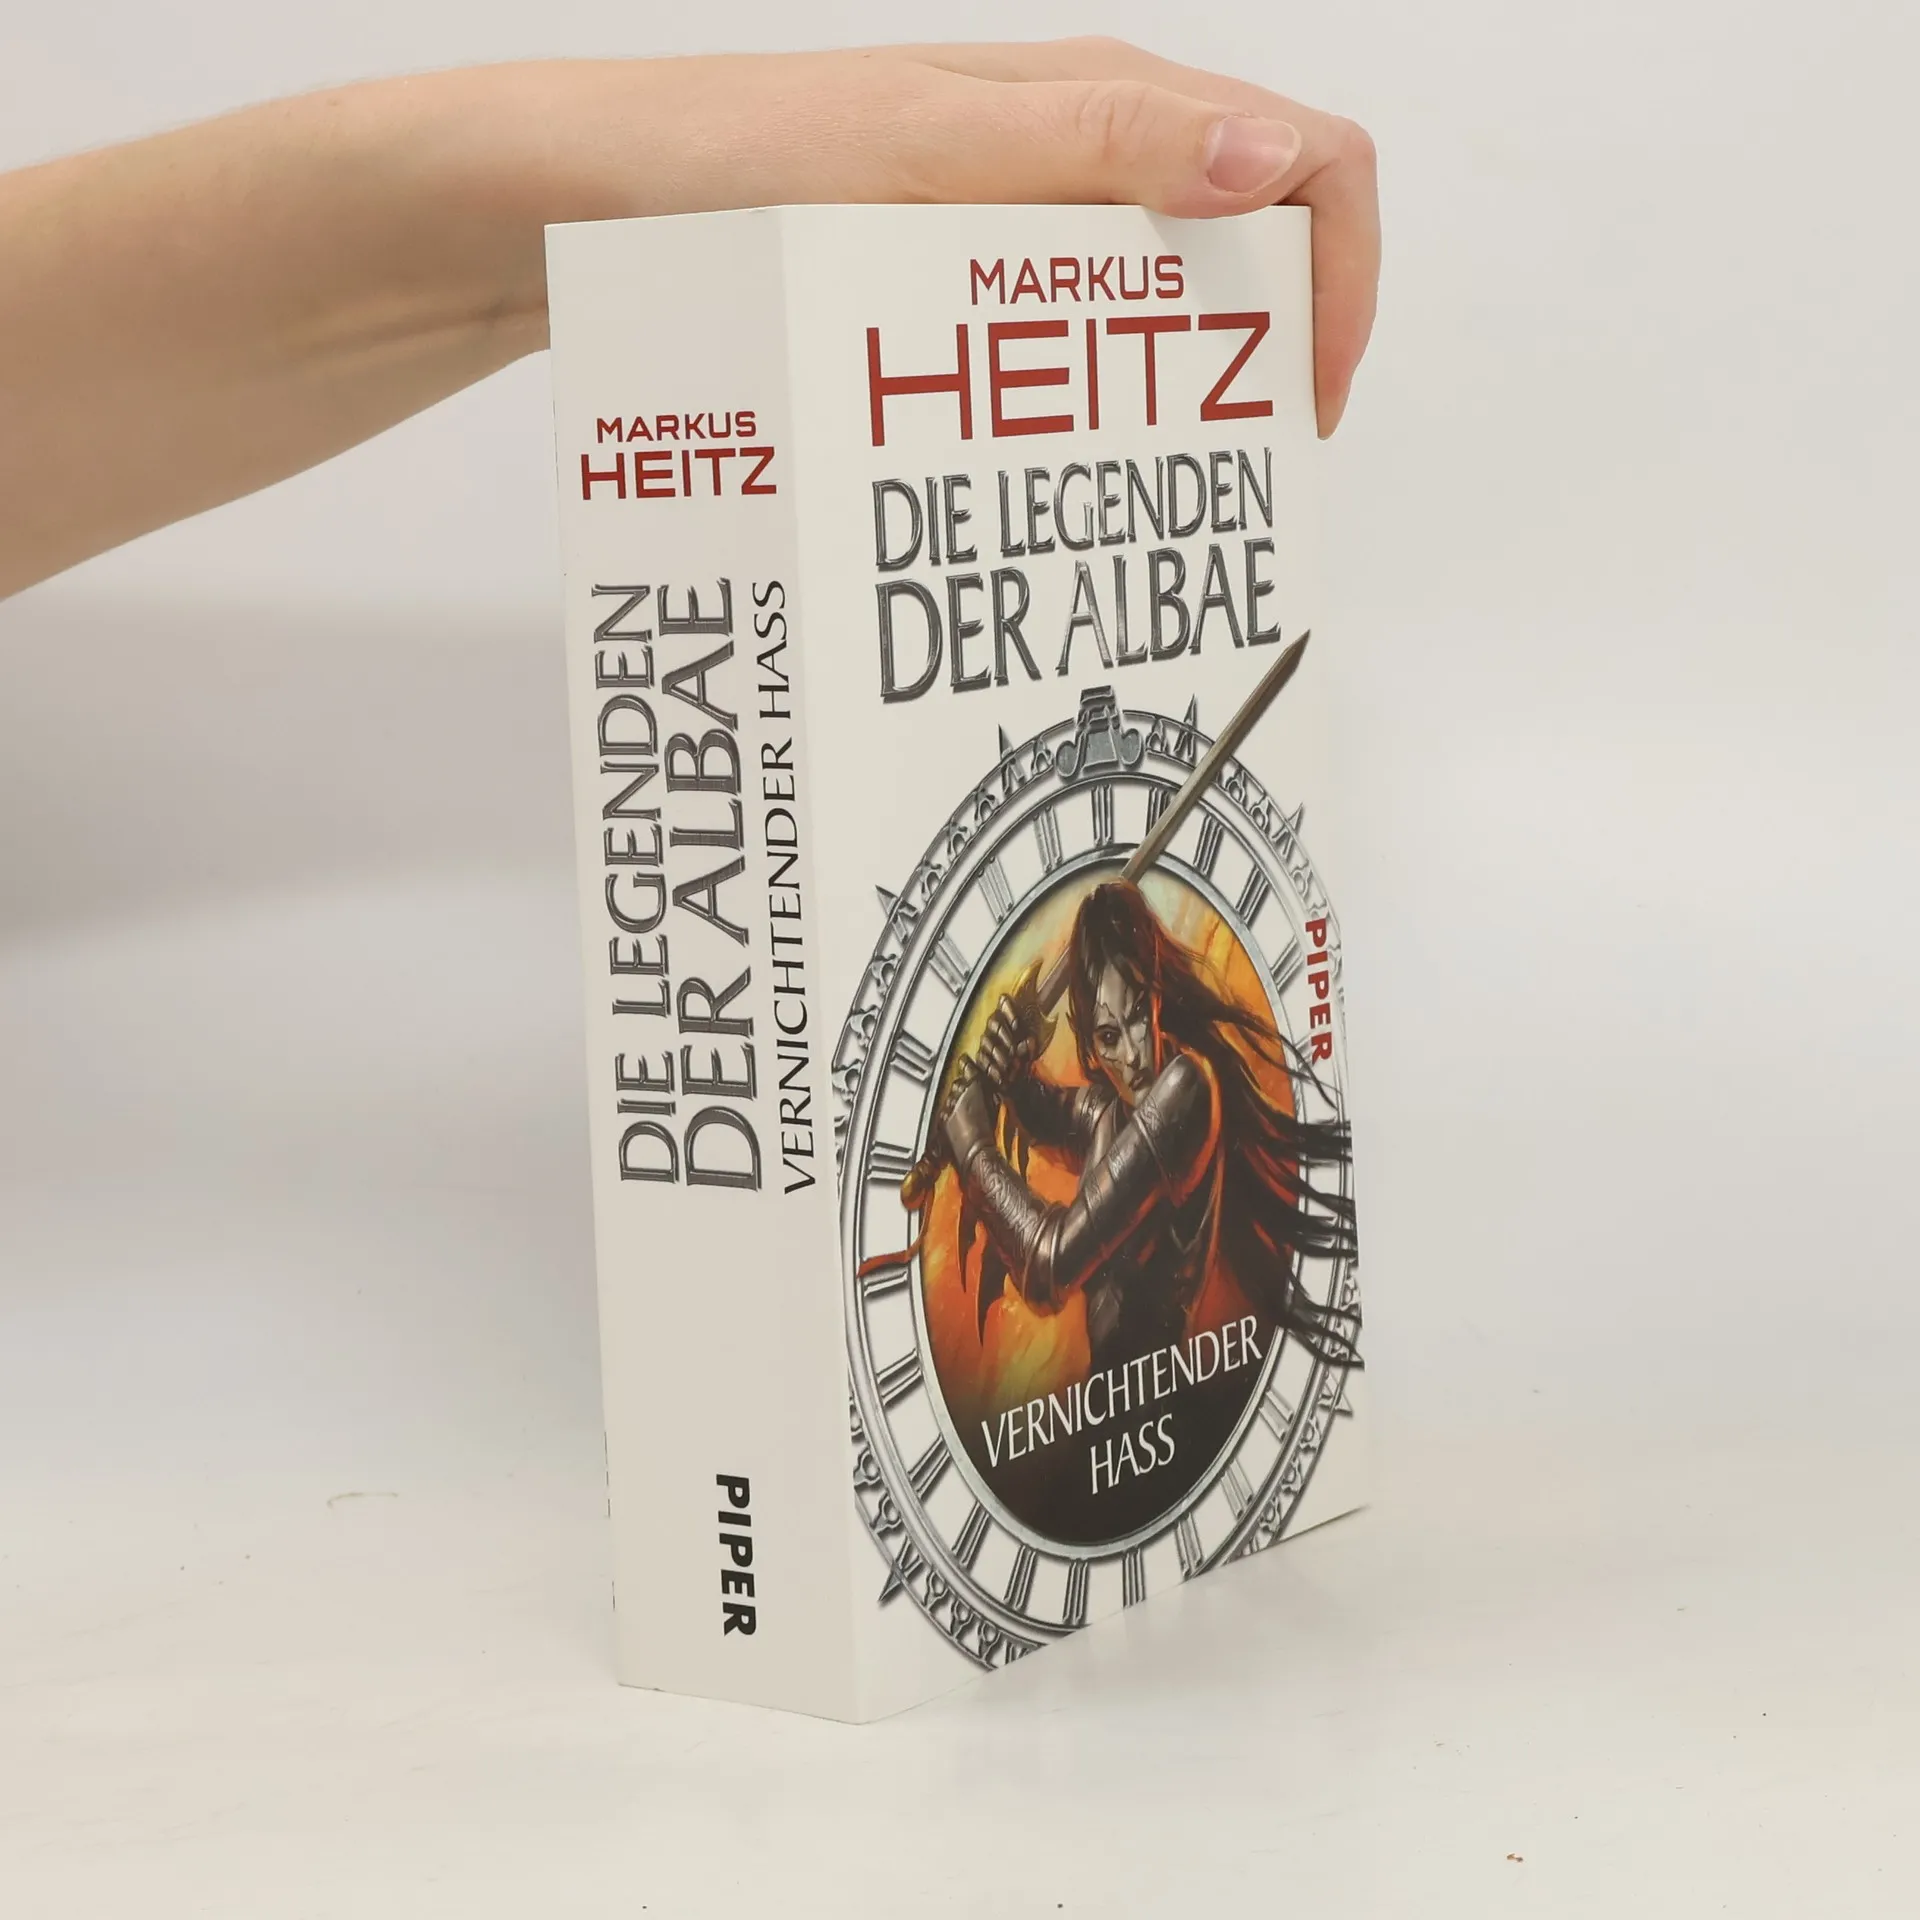 MARKUS
HEITZ
DIE LEGENDEN
DER ALBAE
VERNICHTENDER HASS
PIPER
MARKUS
HEITZ
DIE LEGENDEN
DER ALBAE
PIPER
VERNICHTENDER
HASS